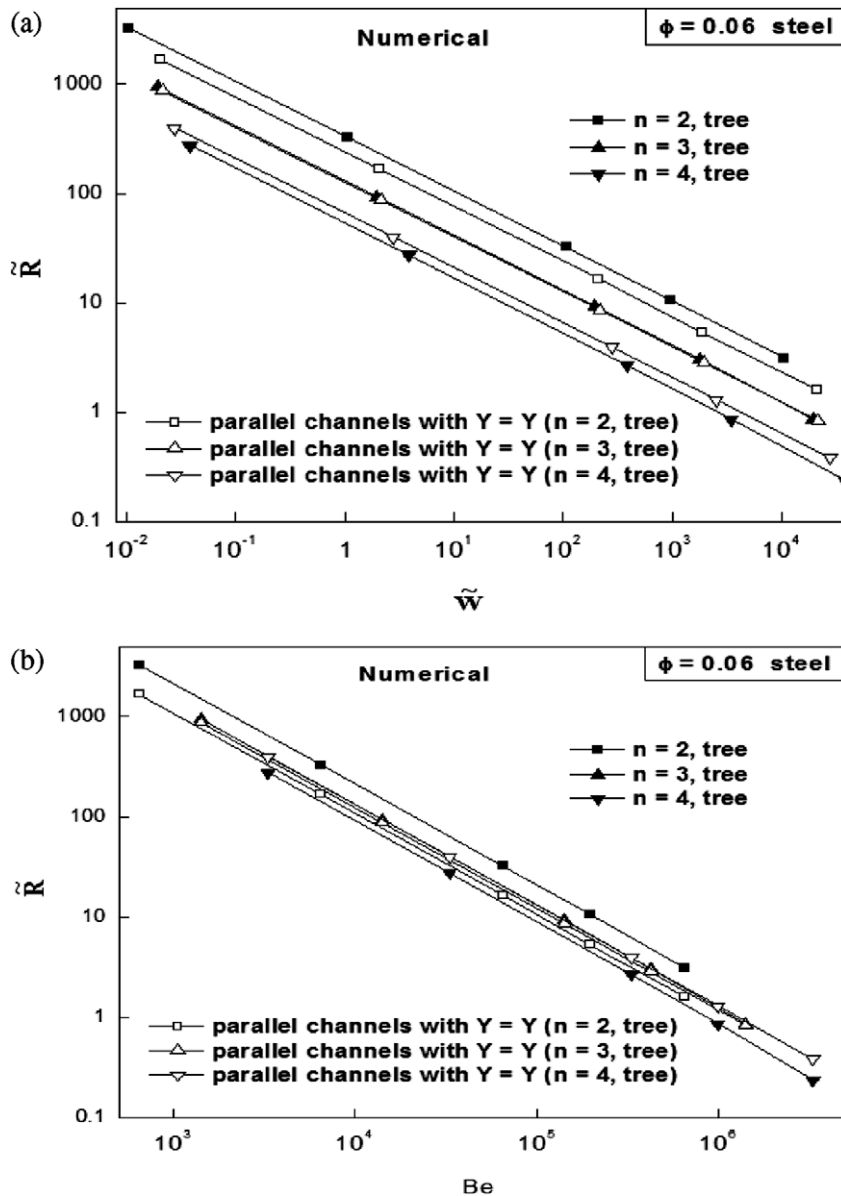 (a)
Numerical
ϕ = 0.06 steel
n = 2, tree
n = 3, tree
n = 4, tree
1000
100
10
1
0.1
R̃
parallel channels with Y = Y (n = 2, tree)
parallel channels with Y = Y (n = 3, tree)
parallel channels with Y = Y (n = 4, tree)
10⁻² 10⁻¹ 1 10¹ 10² 10³ 10⁴
w̃
(b)
Numerical
ϕ = 0.06 steel
n = 2, tree
n = 3, tree
n = 4, tree
1000
100
10
1
0.1
R̃
parallel channels with Y = Y (n = 2, tree)
parallel channels with Y = Y (n = 3, tree)
parallel channels with Y = Y (n = 4, tree)
10³ 10⁴ 10⁵ 10⁶
Be